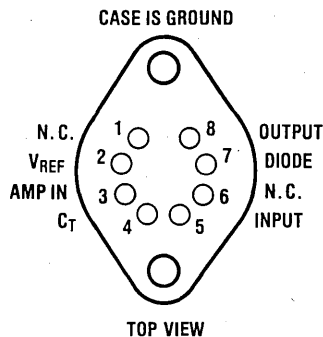 CASE IS GROUND
N.C. 1 8 OUTPUT
VREF 2 7 DIODE
AMP IN 3 6 N.C.
CT 4 5 INPUT
TOP VIEW